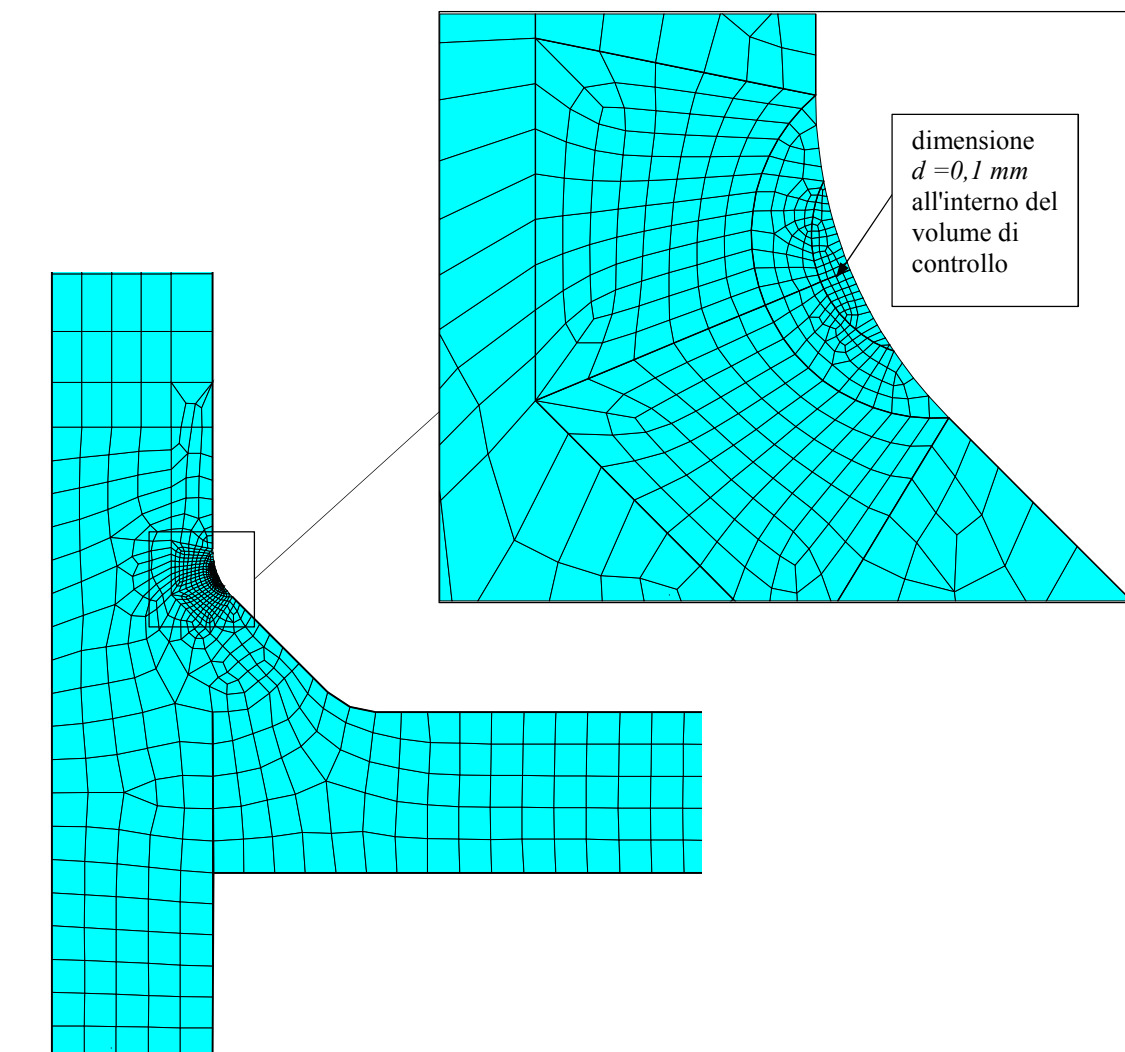 dimensione
d =0,1 mm
all'interno del
volume di
controllo